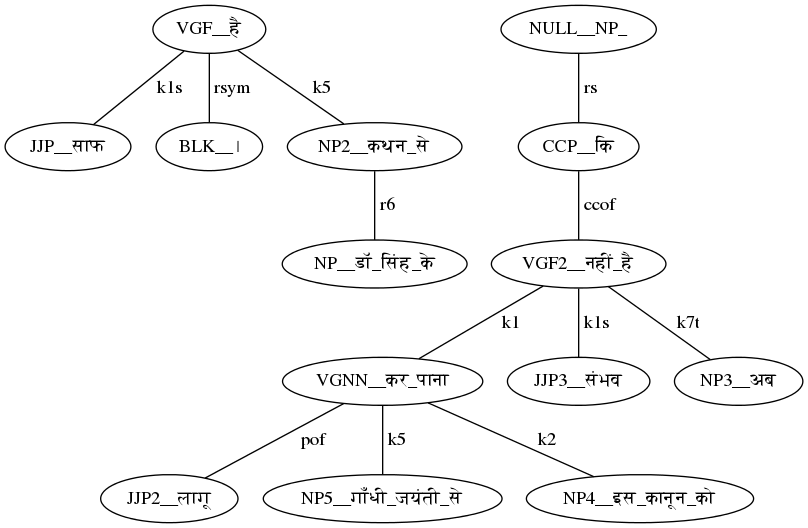 VGF__है NULL__NP_
k1s rsym k5 rs
JJP__साफ BLK__। NP2__कथन_से CCP__कि
r6 ccof
NP__डॉ_सिंह_के VGF2__नहीं_है
k1 k1s k7t
VGNN__कर_पाना JJP3__संभव NP3__अब
pof k5 k2
JJP2__लागू NP5__गाँधी_जयंती_से NP4__इस_कानून_को